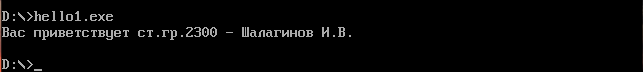 D:\>hello1.exe
Вас приветствует ст.гр.2300 - Шалагинов И.В.
D:\>_